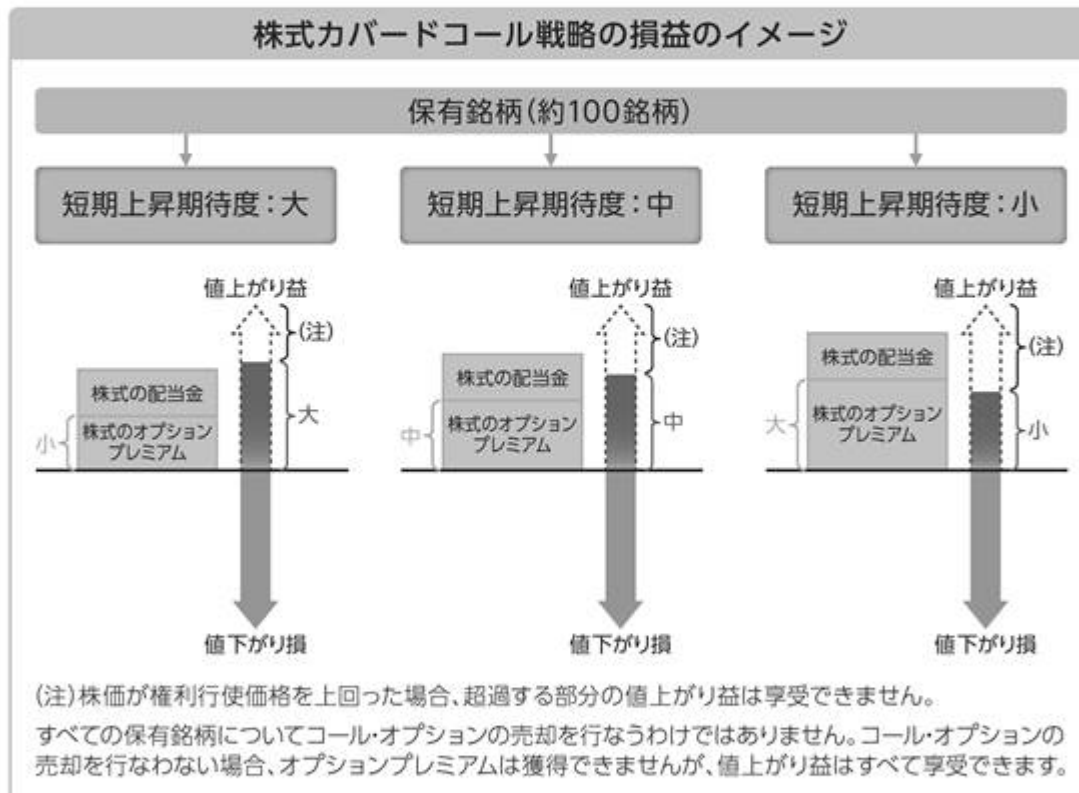 株式カバードコール戦略の損益のイメージ
保有銘柄(約100銘柄)
短期上昇期待度:大
短期上昇期待度:中
短期上昇期待度:小
値上がり益
(注)
株式の配当金
小
株式のオプション
プレミアム
大
値下がり損
値上がり益
(注)
株式の配当金
中
株式のオプション
プレミアム
中
値下がり損
値上がり益
(注)
株式の配当金
大
株式のオプション
プレミアム
小
値下がり損
(注)株価が権利行使価格を上回った場合、超過する部分の値上がり益は享受できません。
すべての保有銘柄についてコール・オプションの売却を行なうわけではありません。コール・オプションの
売却を行なわない場合、オプションプレミアムは獲得できませんが、値上がり益はすべて享受できます。